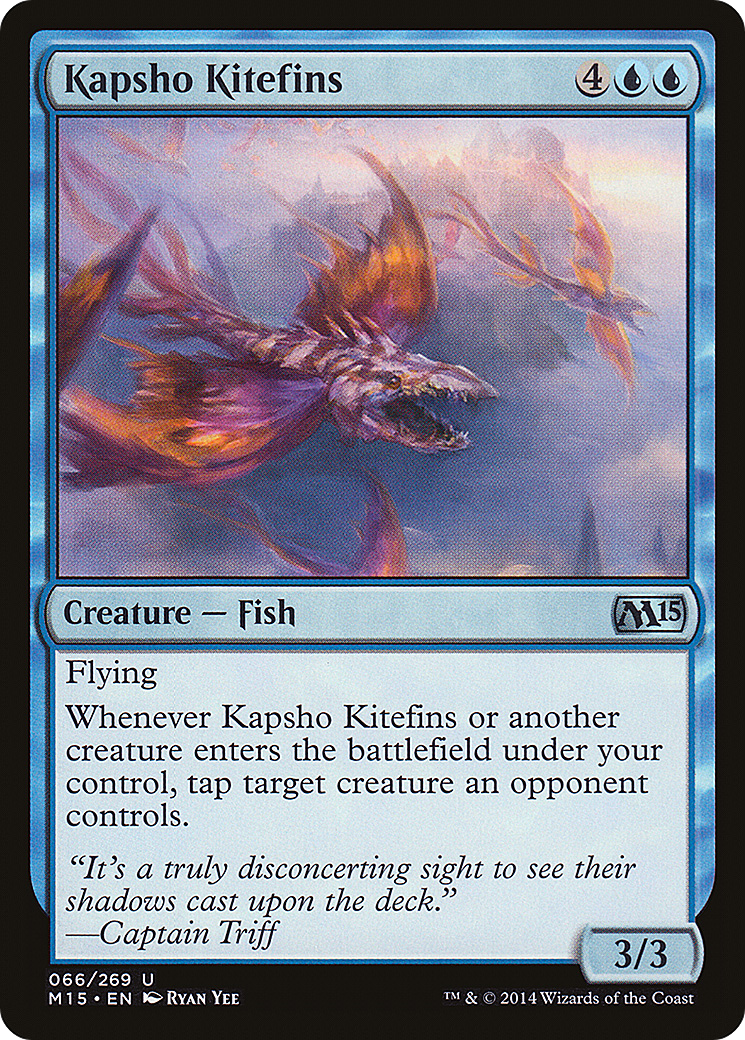 Kapsho Kitefins 4
Creature — Fish M15
Flying
Whenever Kapsho Kitefins or another
creature enters the battlefield under your
control, tap target creature an opponent
controls.
“It’s a truly disconcerting sight to see their
shadows cast upon the deck.”
—Captain Triff
3/3
066/269 U
M15 • EN Ryan Yee
™ & © 2014 Wizards of the Coast